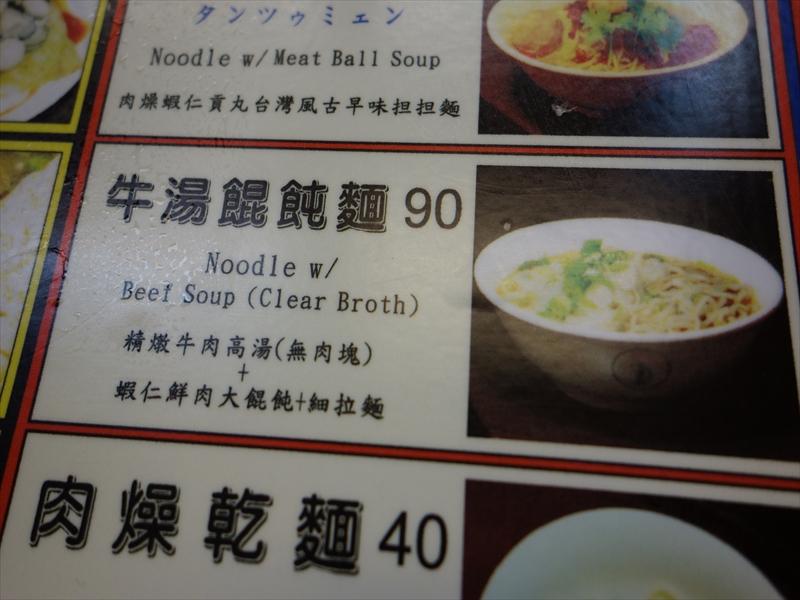 タンツゥミェン
Noodle w/Meat Ball Soup
肉燥蝦仁貢丸台灣風古早味担担麵
牛湯餛飩麵 90
Noodle w/
Beef Soup (Clear Broth)
精燉牛肉高湯(無肉塊)
+
蝦仁鮮肉大餛飩+細拉麵
肉燥乾麵 40